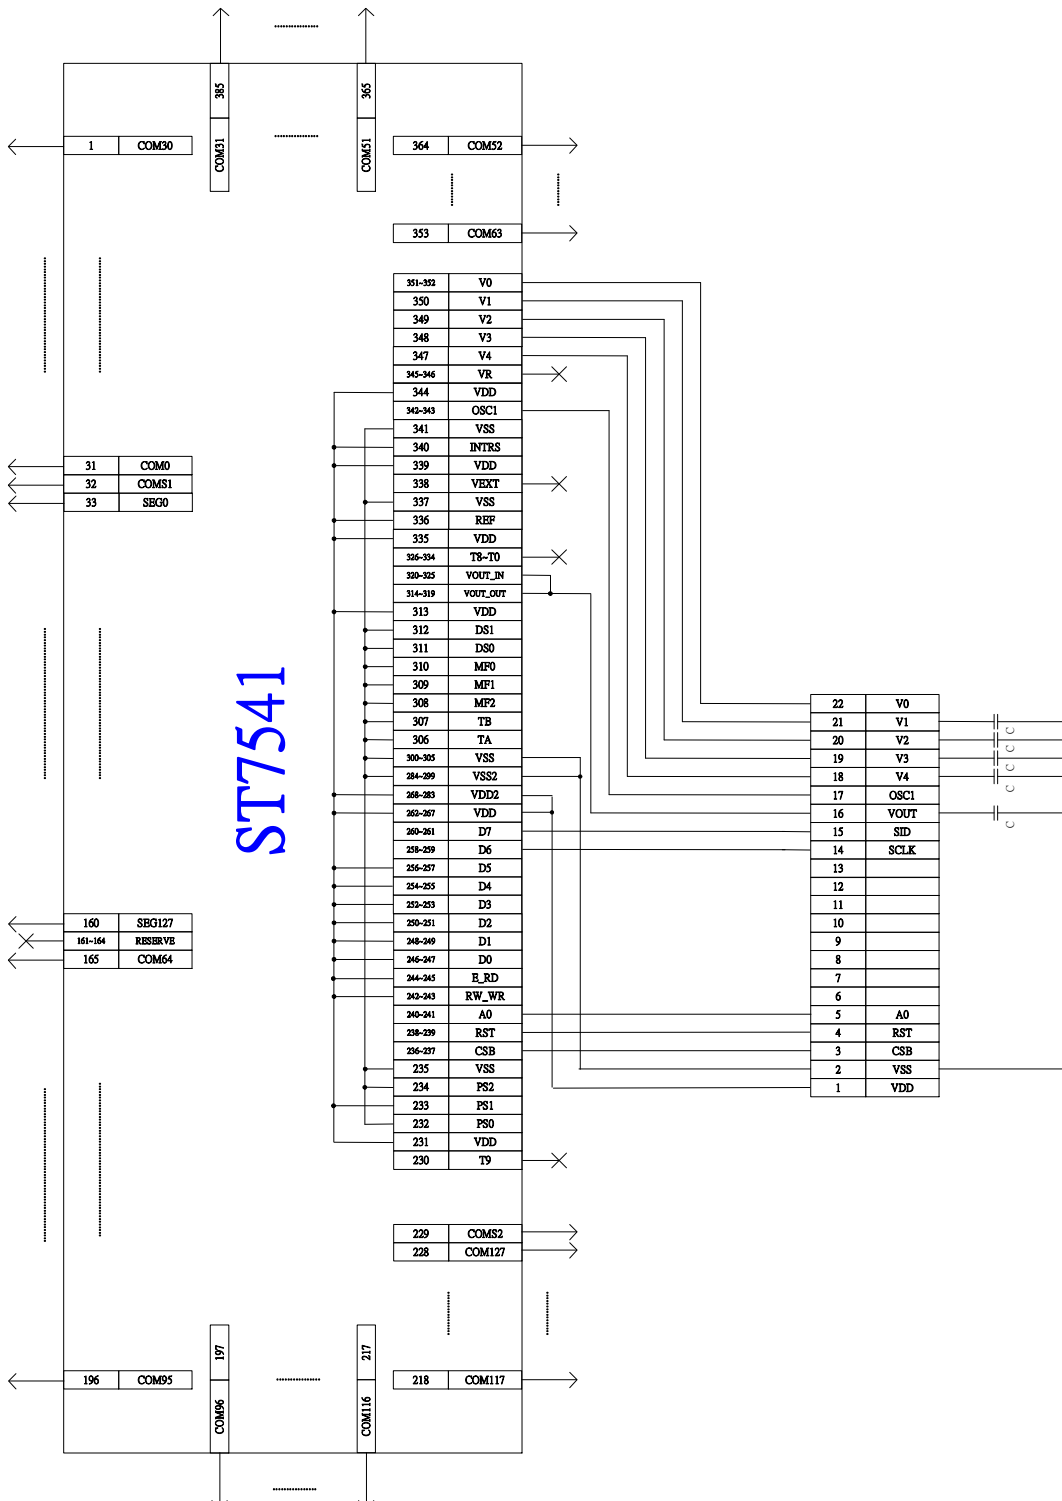 385
365
COM31
COM51
1 COM30
364 COM52
353 COM63
351~352 V0
350 V1
349 V2
348 V3
347 V4
345~346 VR
344 VDD
342~343 OSC1
341 VSS
340 INTRS
339 VDD
338 VEXT
337 VSS
336 REF
335 VDD
326~334 T8~T0
320~325 VOUT_IN
314~319 VOUT_OUT
313 VDD
312 DS1
311 DS0
310 MF0
309 MF1
308 MF2
307 TB
306 TA
300~305 VSS
284~299 VSS2
268~283 VDD2
262~267 VDD
260~261 D7
258~259 D6
256~257 D5
254~255 D4
252~253 D3
250~251 D2
248~249 D1
246~247 D0
244~245 E_RD
242~243 RW_WR
240~241 A0
238~239 RST
236~237 CSB
235 VSS
234 PS2
233 PS1
232 PS0
231 VDD
230 T9
229 COMS2
228 COM127
218 COM117
31 COM0
32 COMS1
33 SEG0
ST7541
160 SEG127
161~164 RESERVE
165 COM64
196 COM95
197
217
COM96
COM116
22 V0
21 V1
C
20 V2
C
19 V3
C
18 V4
C
17 OSC1
16 VOUT
C
15 SID
14 SCLK
13
12
11
10
9
8
7
6
5 A0
4 RST
3 CSB
2 VSS
1 VDD